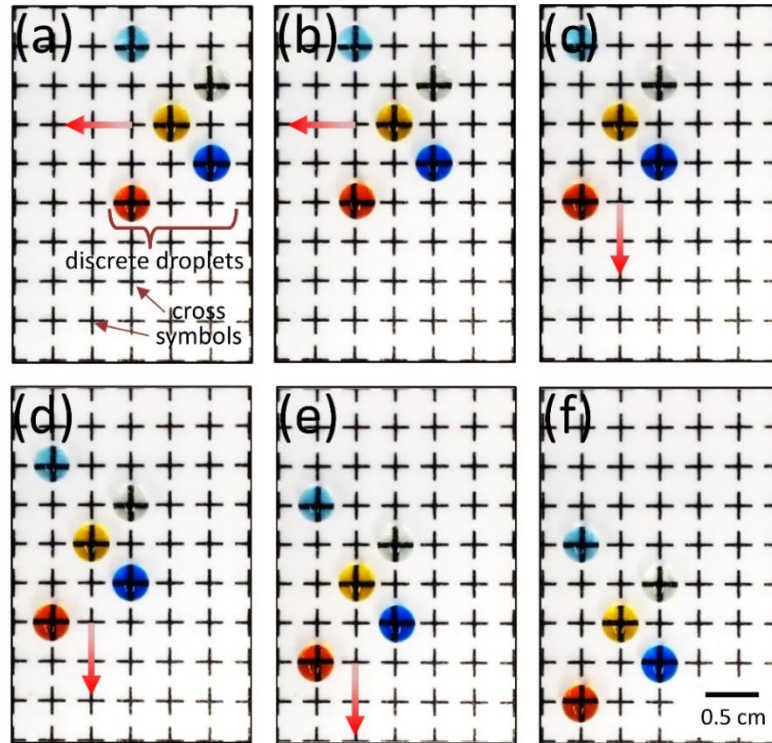 (a)
(b)
(c)
discrete droplets
cross
symbols
(d)
(e)
(f)
0.5 cm